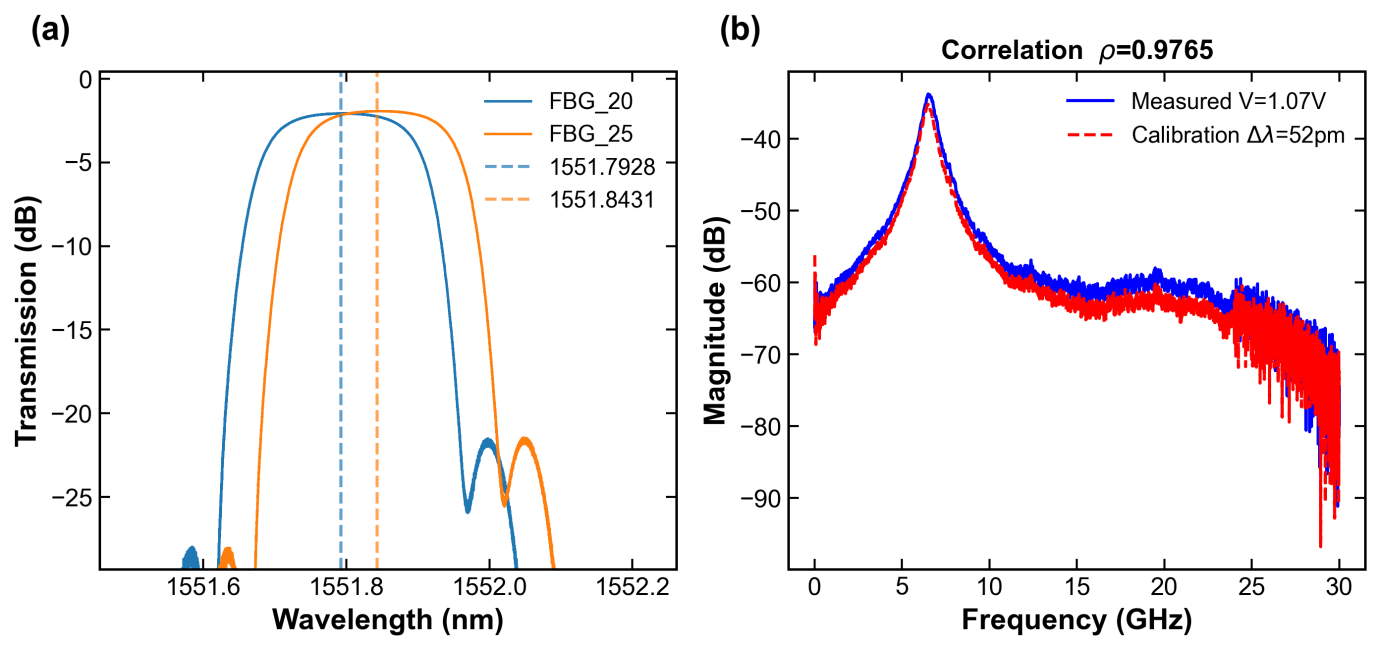 (a)
0
−5
−10
−15
−20
−25
Transmission (dB)
FBG_20
FBG_25
1551.7928
1551.8431
1551.6
1551.8
1552.0
1552.2
Wavelength (nm)
(b)
Correlation ρ=0.9765
−40
−50
−60
−70
−80
−90
Magnitude (dB)
Measured V=1.07V
Calibration Δλ=52pm
0
5
10
15
20
25
30
Frequency (GHz)